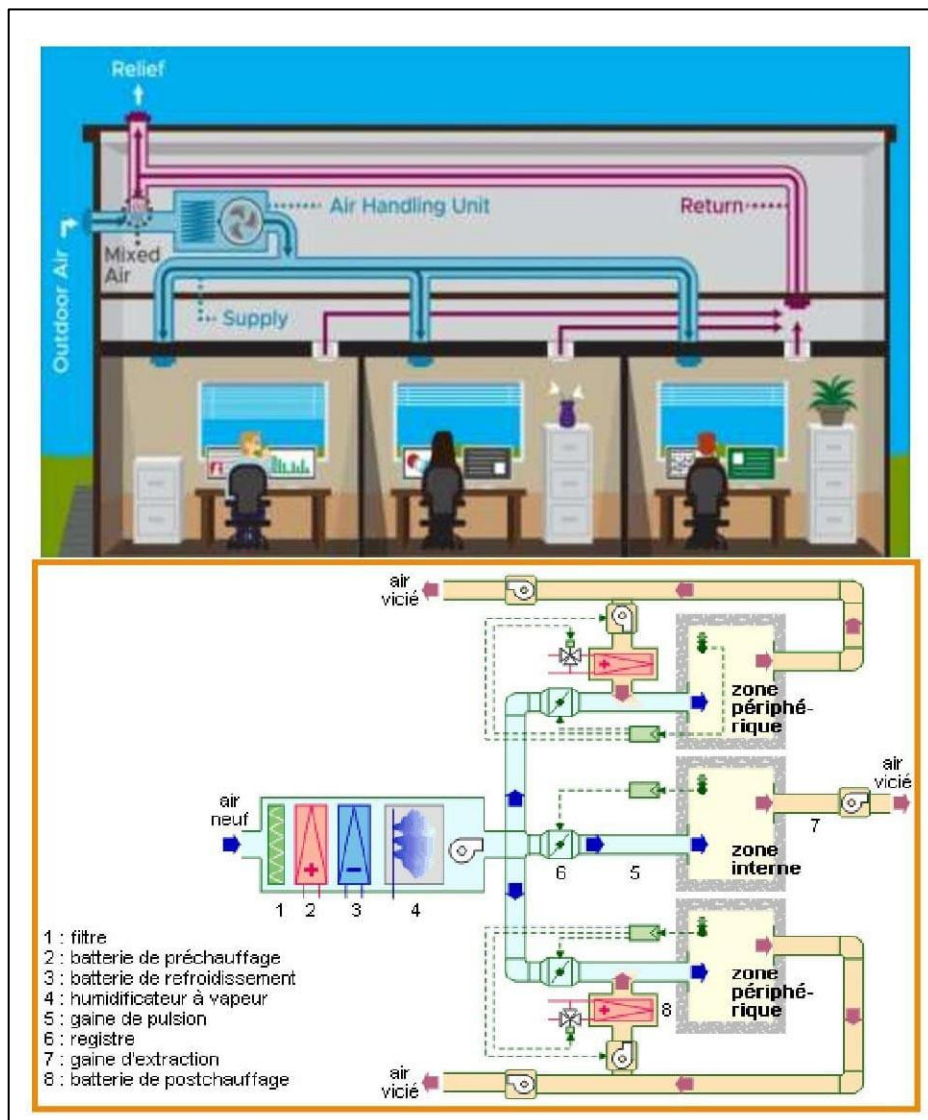 Relief
Air Handling Unit
Return
Mixed
Air
Outdoor Air
Supply
air
vicié
zone
périphé-
rique
air
neuf
air
vicié
7
zone
interne
6
5
1 2 3 4
zone
périphé-
rique
8
1 : filtre
2 : batterie de préchauffage
3 : batterie de refroidissement
4 : humidificateur à vapeur
5 : gaine de pulsion
6 : registre
7 : gaine d'extraction
8 : batterie de postchauffage
air
vicié